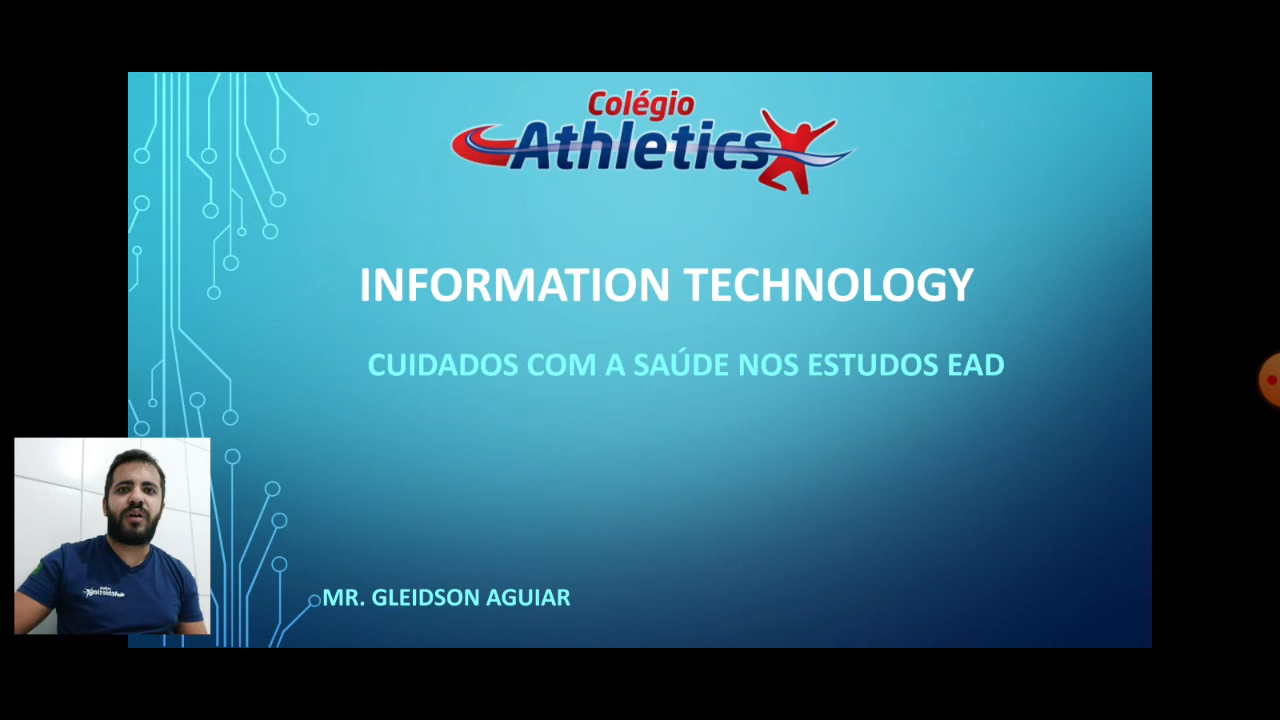 Colégio
Athletics
INFORMATION TECHNOLOGY
CUIDADOS COM A SAÚDE NOS ESTUDOS EAD
MR. GLEIDSON AGUIAR